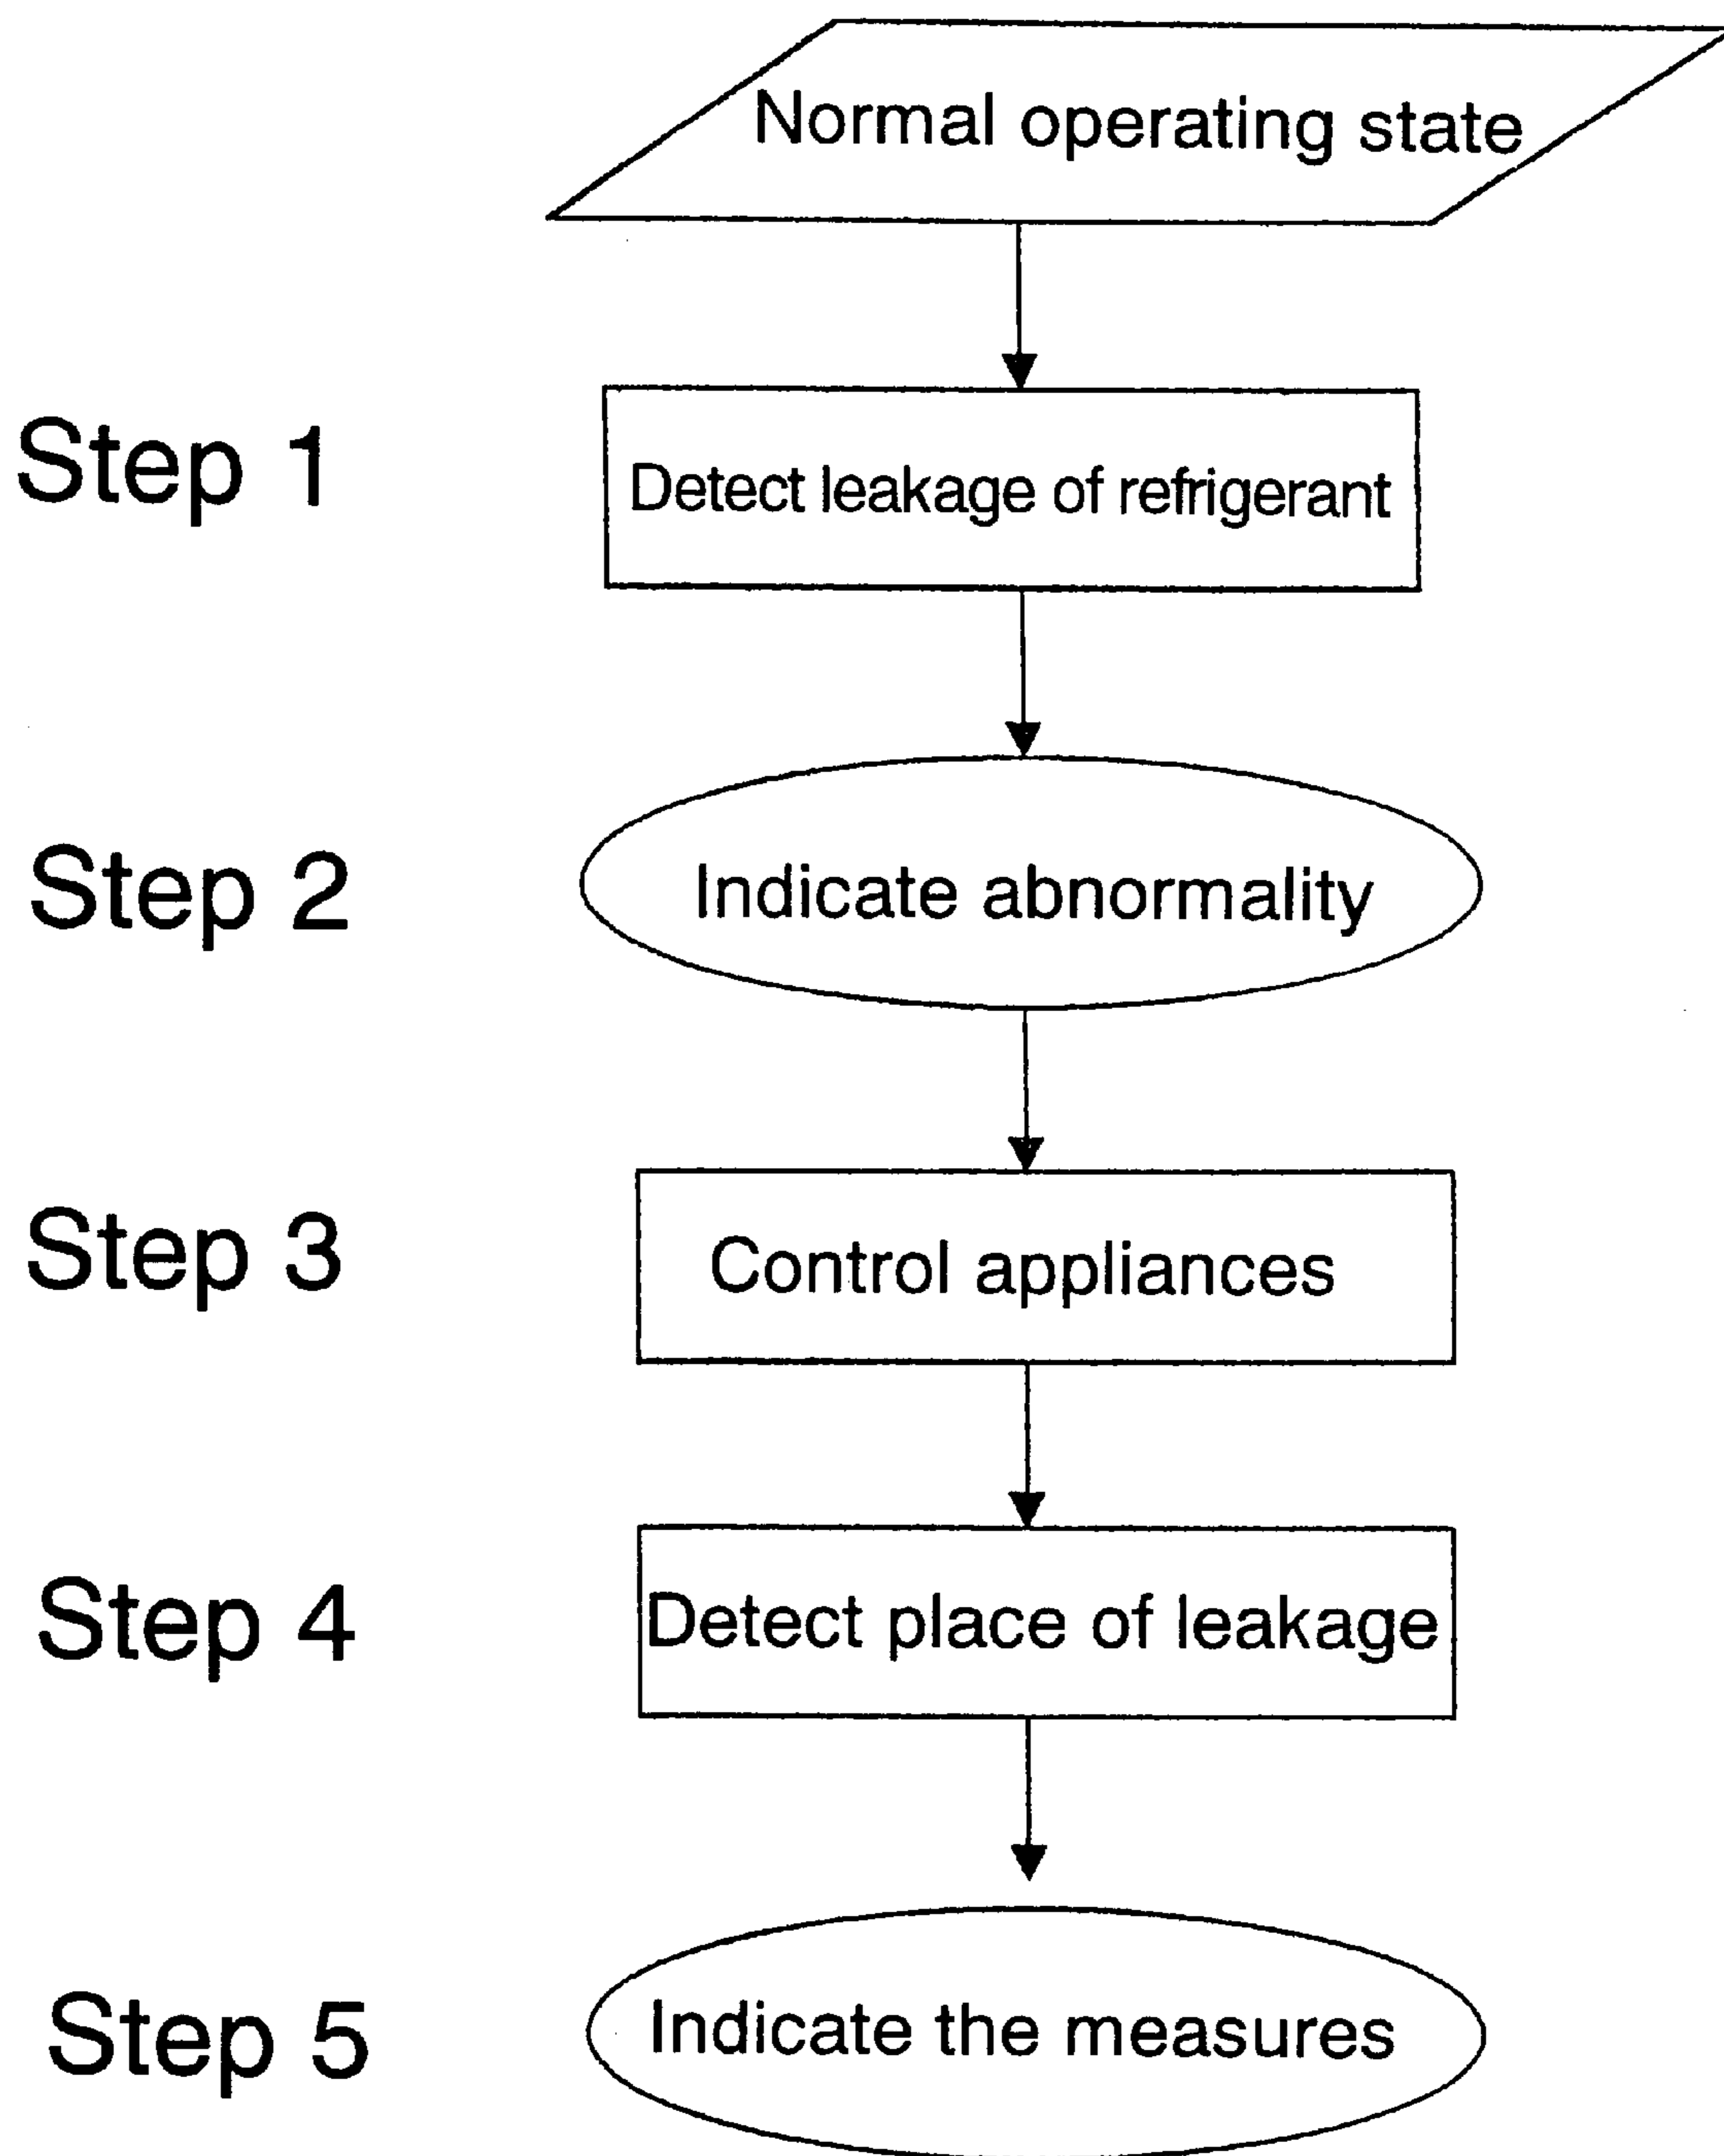 Normal operating state
Step 1
Detect leakage of refrigerant
Step 2
Indicate abnormality
Step 3
Control appliances
Step 4
Detect place of leakage
Step 5
Indicate the measures